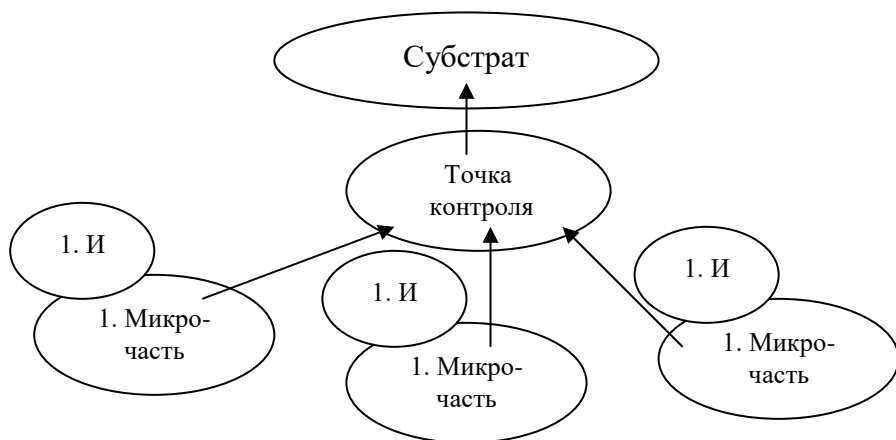 Субстрат
Точка
контроля
1. И
1. Микро-
часть
1. И
1. Микро-
часть
1. И
1. Микро-
часть